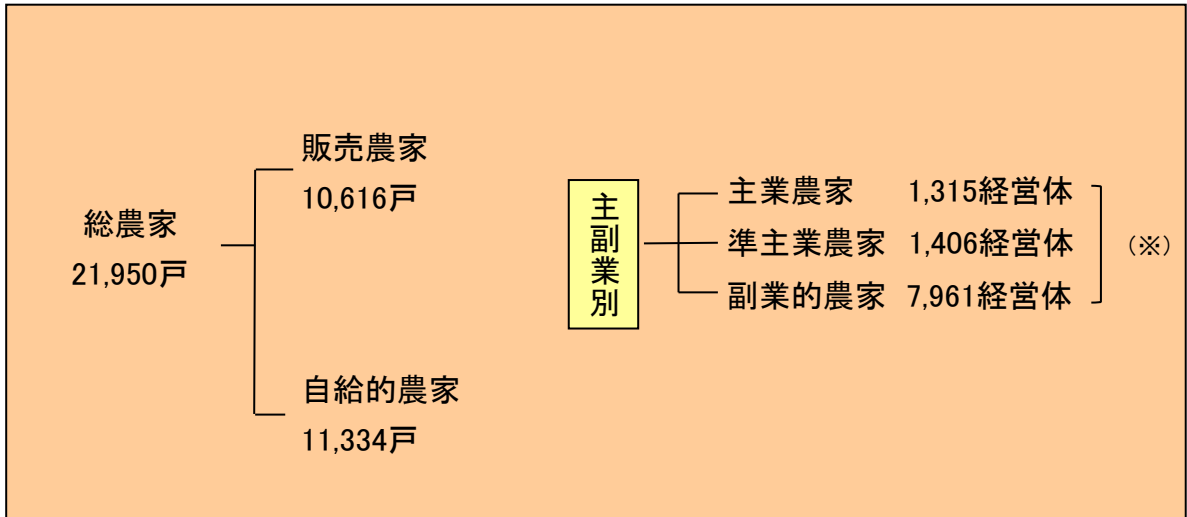 総農家
21,950戸
販売農家
10,616戸
自給的農家
11,334戸
主副業別
主業農家 1,315経営体
準主業農家 1,406経営体
副業的農家 7,961経営体
(※)